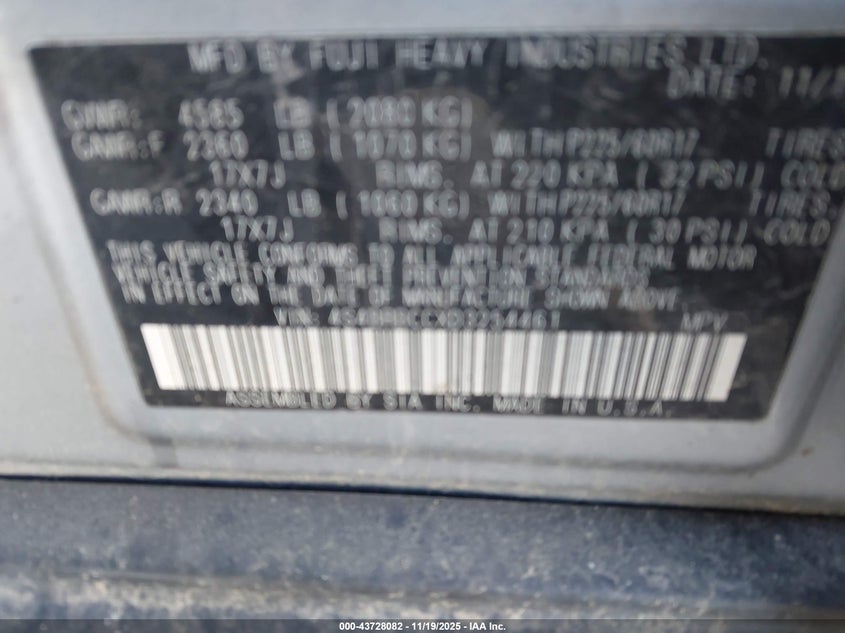 MFD BY FUJI HEAVY INDUSTRIES LTD.
DATE: 11/
GVWR: 4585 LB (2080 KG)
GAWR:F 2360 LB (1070 KG) WITH P225/60R17 TIRES
17X7J RIMS, AT 220 KPA (32 PSI) COLD
GAWR:R 2340 LB (1060 KG) WITH P225/60R17 TIRES,
17X7J RIMS, AT 210 KPA (30 PSI) COLD
THIS VEHICLE CONFORMS TO ALL APPLICABLE FEDERAL MOTOR
VEHICLE SAFETY AND THEFT PREVENTION STANDARDS
IN EFFECT ON THE DATE OF MANUFACTURE SHOWN ABOVE.
VIN: MPV
ASSEMBLED BY SIA INC. MADE IN U.S.A.
000-43728082 - 11/19/2025 - IAA Inc.